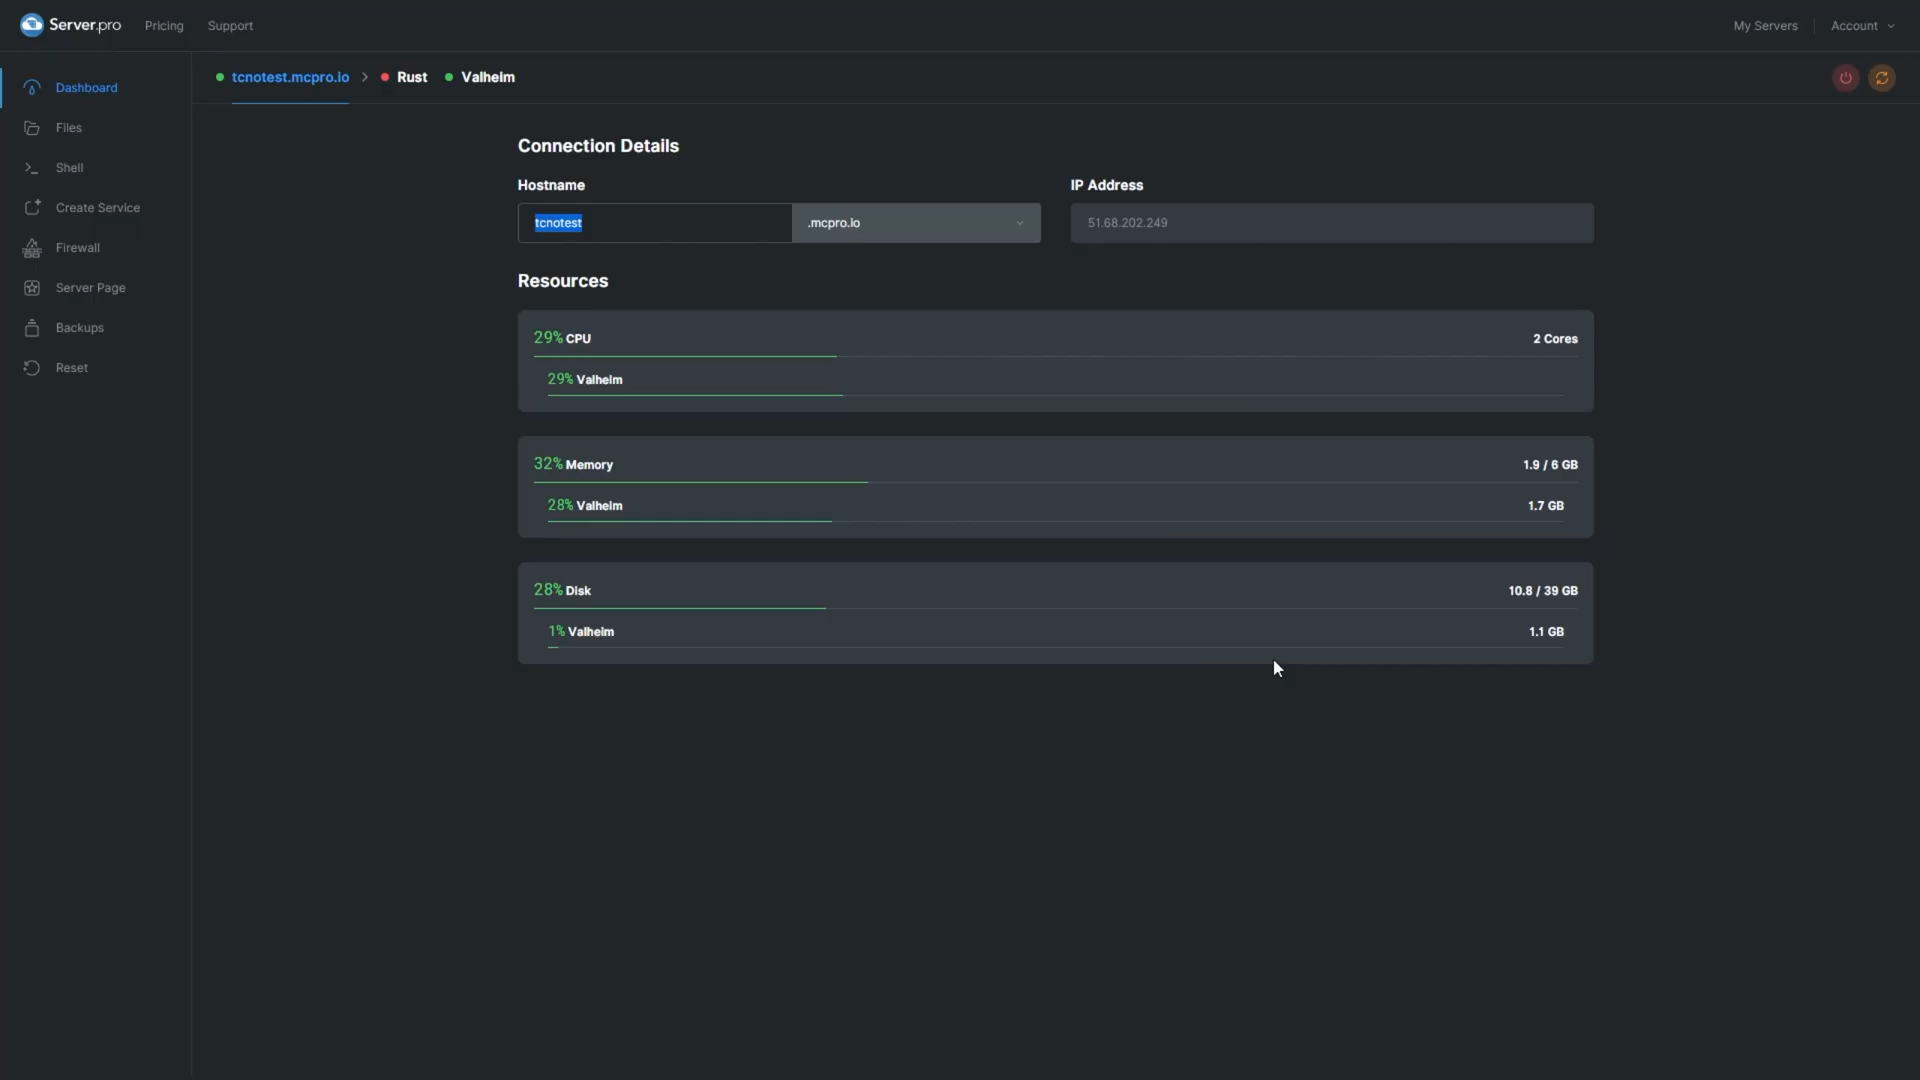 Server.pro Pricing Support My Servers Account
Dashboard
Files
Shell
Create Service
Firewall
Server Page
Backups
Reset
tcnotest.mcpro.io Rust Valheim
Connection Details
Hostname IP Address
tcnotest .mcpro.io 51.68.202.249
Resources
29% CPU 2 Cores
29% Valheim
32% Memory 1.9 / 6 GB
28% Valheim 1.7 GB
28% Disk 10.8 / 39 GB
1% Valheim 1.1 GB